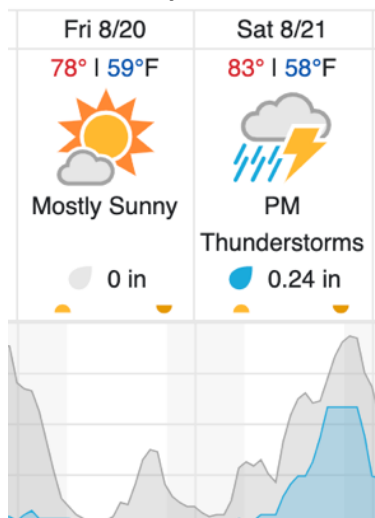 Fri 8/20
78° | 59°F
Mostly Sunny
0 in
Sat 8/21
83° | 58°F
PM
Thunderstorms
0.24 in